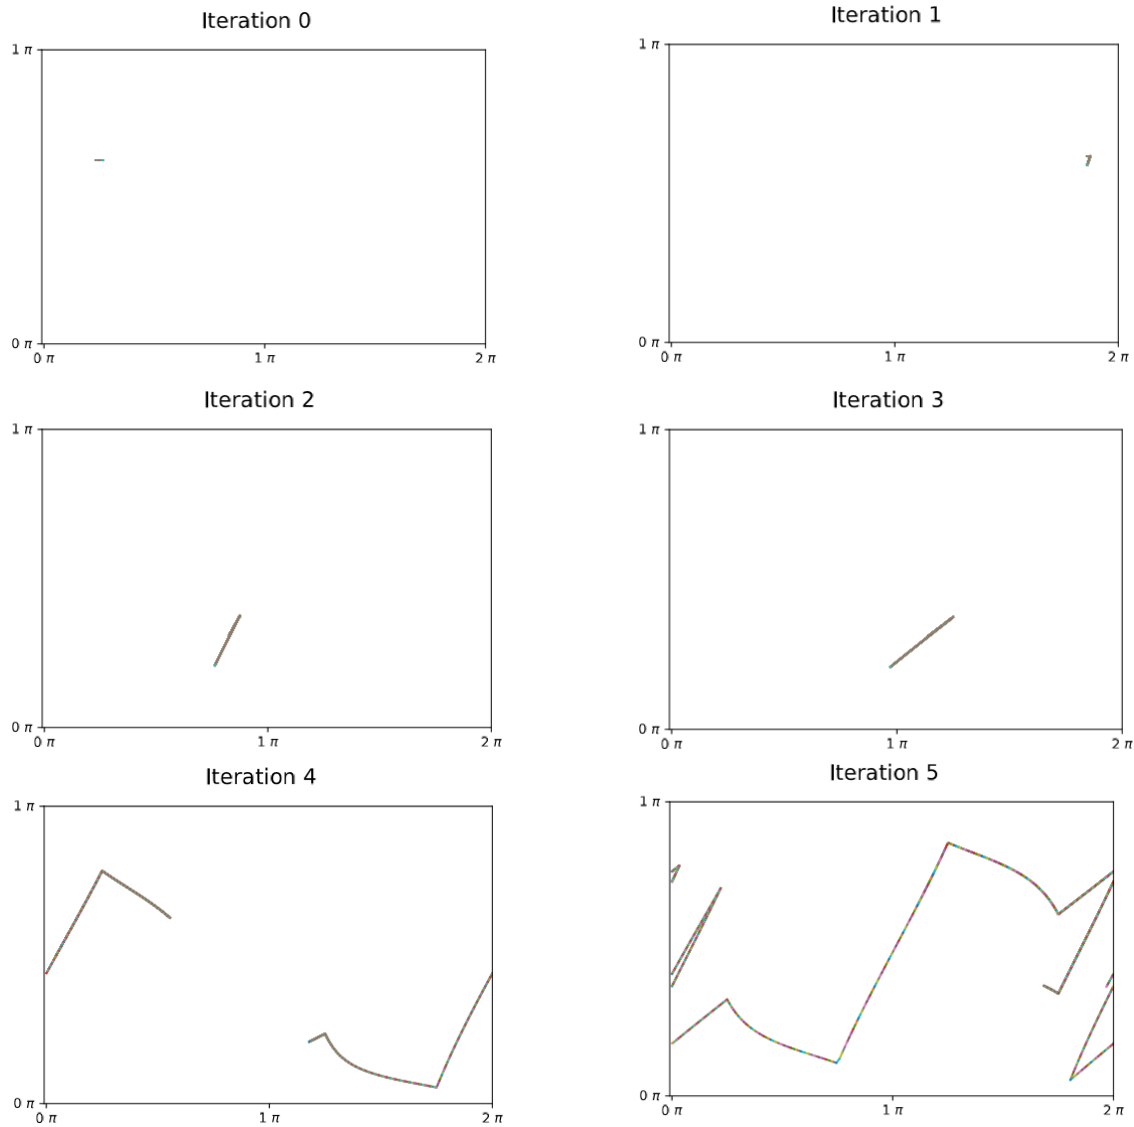 Iteration 0
1 π
0 π
0 π 1 π 2 π
Iteration 1
1 π
0 π
0 π 1 π 2 π
Iteration 2
1 π
0 π
0 π 1 π 2 π
Iteration 3
1 π
0 π
0 π 1 π 2 π
Iteration 4
1 π
0 π
0 π 1 π 2 π
Iteration 5
1 π
0 π
0 π 1 π 2 π